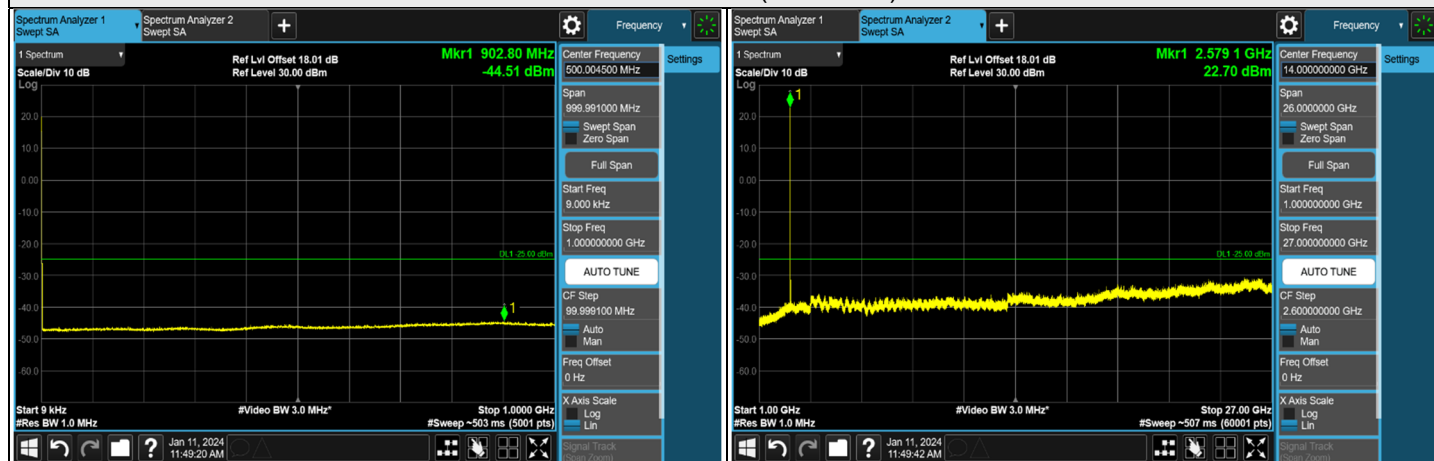 Spectrum Analyzer 1
Swept SA
Spectrum Analyzer 2
Swept SA
+
Frequency
1 Spectrum
Scale/Div 10 dB
Log
Ref Lvl Offset 18.01 dB
Ref Level 30.00 dBm
Mkr1 902.80 MHz
-44.51 dBm
20.0
10.0
0.00
-10.0
-20.0
-30.0
-40.0
-50.0
-60.0
DL1 -25.00 dBm
1
Start 9 kHz
#Res BW 1.0 MHz
#Video BW 3.0 MHz*
Stop 1.0000 GHz
#Sweep ~503 ms (5001 pts)
Center Frequency
500.004500 MHz
Settings
Span
999.991000 MHz
Swept Span
Zero Span
Full Span
Start Freq
9.000 kHz
Stop Freq
1.000000000 GHz
AUTO TUNE
CF Step
99.999100 MHz
Auto
Man
Freq Offset
0 Hz
X Axis Scale
Log
Lin
Signal Track
(Span Zoom)
?
Jan 11, 2024
11:49:20 AM
Spectrum Analyzer 1
Swept SA
Spectrum Analyzer 2
Swept SA
+
Frequency
1 Spectrum
Scale/Div 10 dB
Log
Ref Lvl Offset 18.01 dB
Ref Level 30.00 dBm
Mkr1 2.579 1 GHz
22.70 dBm
1
20.0
10.0
0.00
-10.0
-20.0
-30.0
-40.0
-50.0
-60.0
DL1 -25.00 dBm
Start 1.00 GHz
#Res BW 1.0 MHz
#Video BW 3.0 MHz*
Stop 27.00 GHz
#Sweep ~507 ms (60001 pts)
Center Frequency
14.000000000 GHz
Settings
Span
26.0000000 GHz
Swept Span
Zero Span
Full Span
Start Freq
1.000000000 GHz
Stop Freq
27.000000000 GHz
AUTO TUNE
CF Step
2.600000000 GHz
Auto
Man
Freq Offset
0 Hz
X Axis Scale
Log
Lin
Signal Track
(Span Zoom)
?
Jan 11, 2024
11:49:42 AM